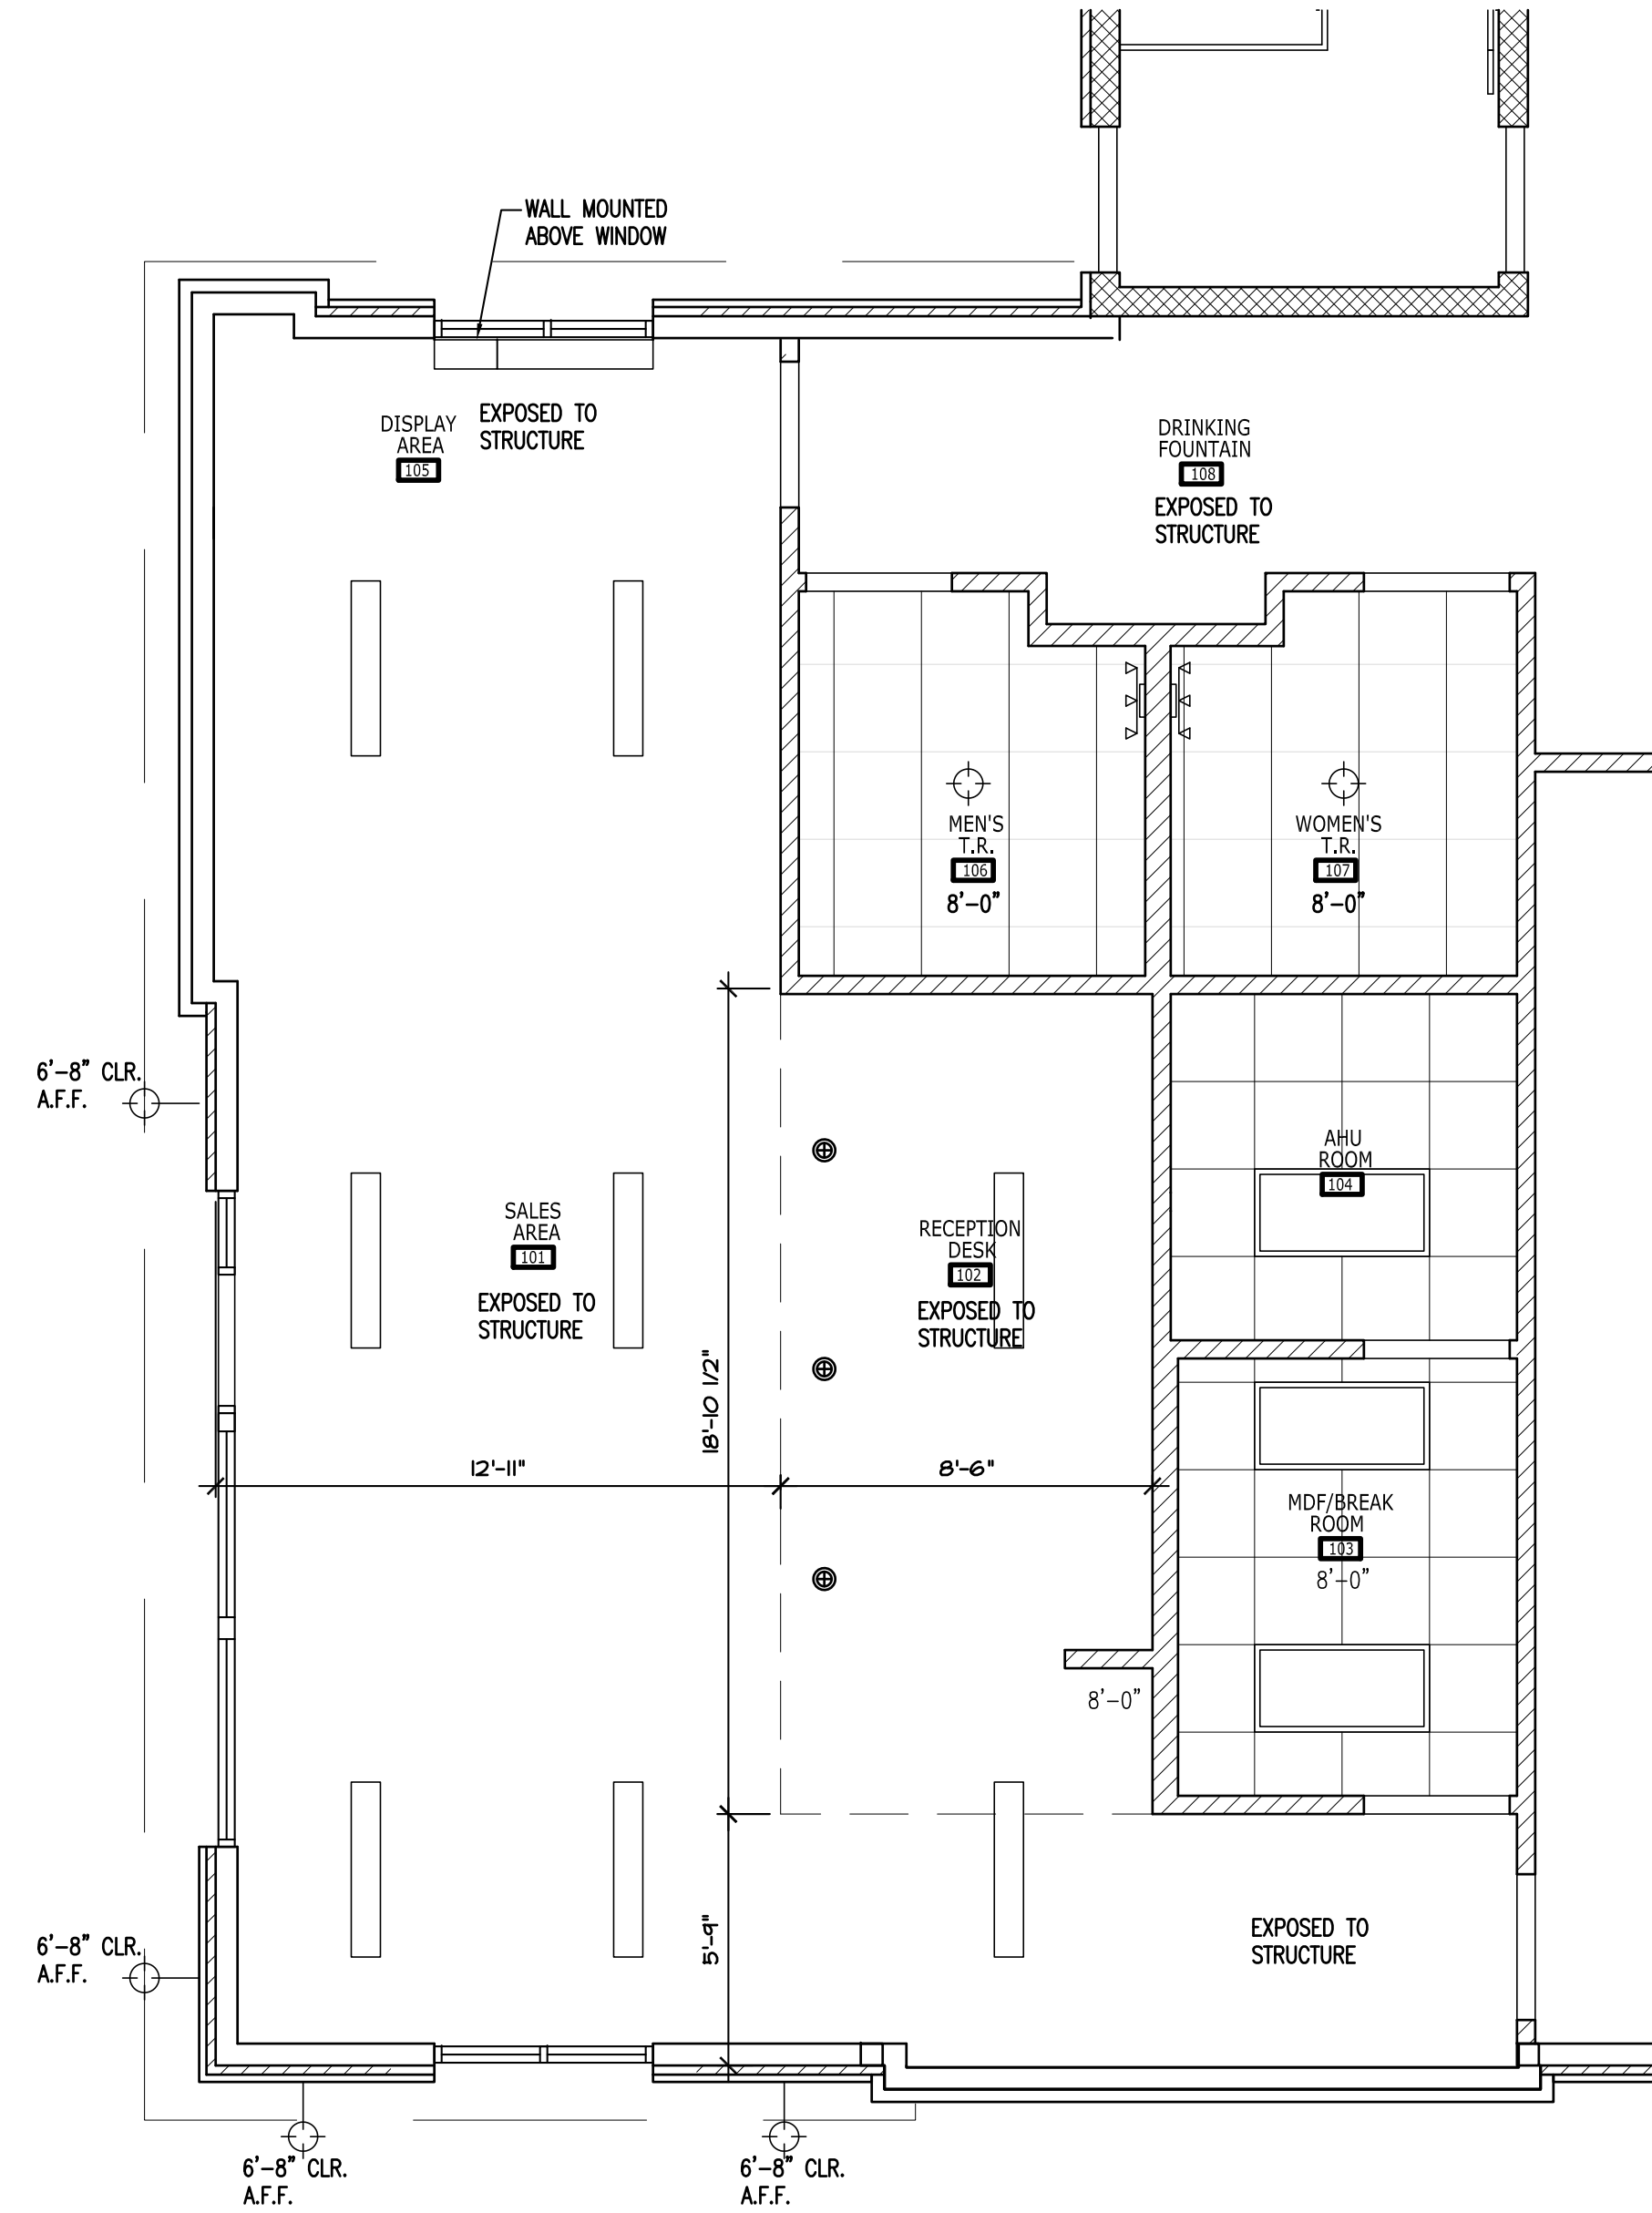 WALL MOUNTED
ABOVE WINDOW
DISPLAY
AREA
105
EXPOSED TO
STRUCTURE
DRINKING
FOUNTAIN
108
EXPOSED TO
STRUCTURE
MEN'S
T.R.
106
8'-0"
WOMEN'S
T.R.
107
8'-0"
6'-8" CLR.
A.F.F.
AHU
ROOM
104
SALES
AREA
101
EXPOSED TO
STRUCTURE
RECEPTION
DESK
102
EXPOSED TO
STRUCTURE
18'-10 1/2"
12'-11"
8'-6"
MDF/BREAK
ROOM
103
8'-0"
8'-0"
6'-8" CLR.
A.F.F.
5'-9"
EXPOSED TO
STRUCTURE
6'-8" CLR.
A.F.F.
6'-8" CLR.
A.F.F.